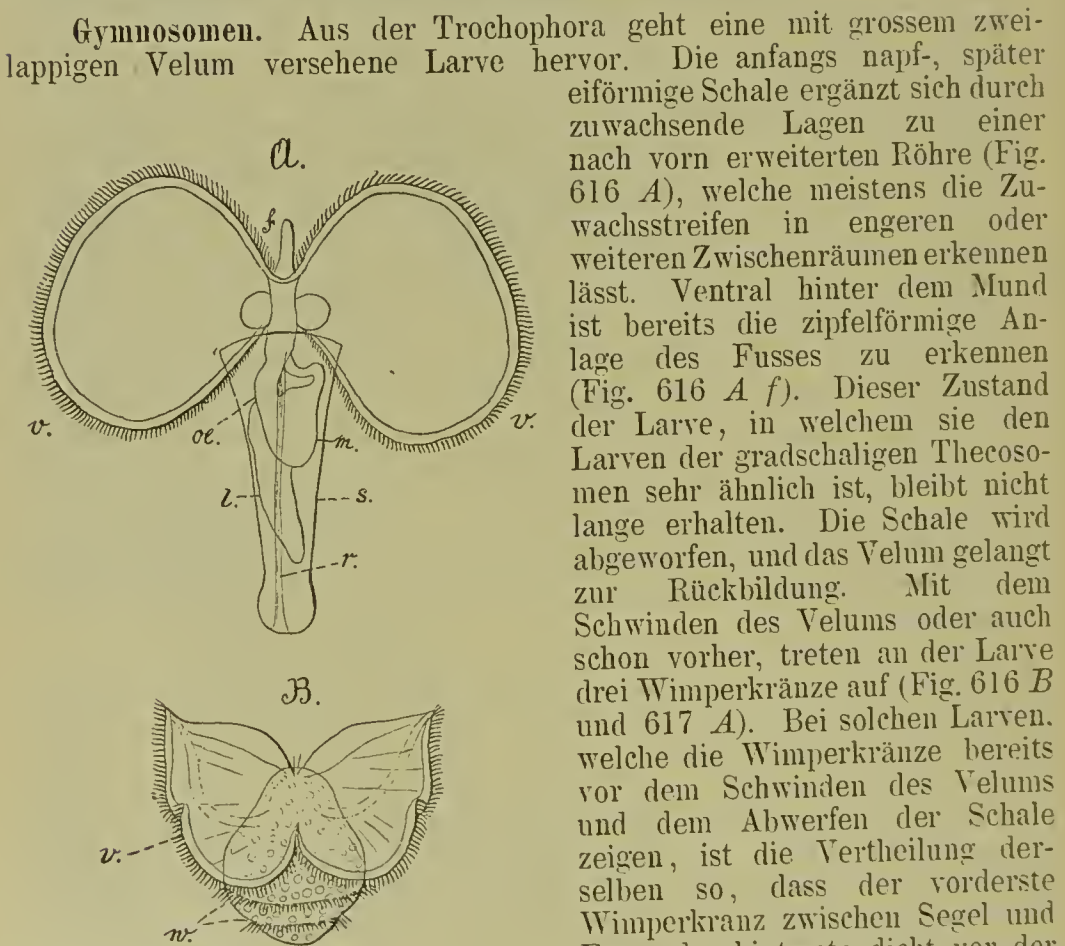 Gymnosomen. Aus der Trochophora geht eine mit grossem zwei-
lappigen Velum versehene Larve hervor. Die anfangs napf-, später
eiförmige Schale ergänzt sich durch
zuwachsende Lagen zu einer
nach vorn erweiterten Röhre (Fig.
616 A), welche meistens die Zu-
wachsstreifen in engeren oder
weiteren Zwischenräumen erkennen
lässt. Ventral hinter dem Mund
ist bereits die zipfelförmige An-
lage des Fusses zu erkennen
(Fig. 616 A f). Dieser Zustand
der Larve, in welchem sie den
Larven der gradschaligen Thecoso-
men sehr ähnlich ist, bleibt nicht
lange erhalten. Die Schale wird
abgeworfen, und das Velum gelangt
zur Rückbildung. Mit dem
Schwinden des Velums oder auch
schon vorher, treten an der Larve
drei Wimperkränze auf (Fig. 616 B
und 617 A). Bei solchen Larven.
welche die Wimperkränze bereits
vor dem Schwinden des Velums
und dem Abwerfen der Schale
zeigen, ist die Vertheilung der-
selben so, dass der vorderste
Wimperkranz zwischen Segel und
A.
f.
v.
oe.
m.
v.
l.
s.
r.
B.
v.
w.